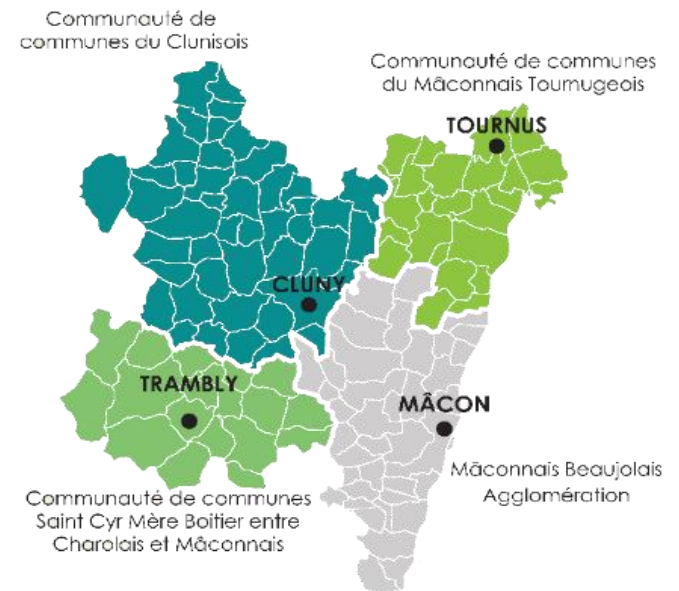 Communauté de
communes du Clunisois
Communauté de communes
du Mâconnais Tournugeois
TOURNUS
CLUNY
TRAMBLY
MÂCON
Mâconnais Beaujolais
Agglomération
Communauté de communes
Saint Cyr Mère Boitier entre
Charolais et Mâconnais